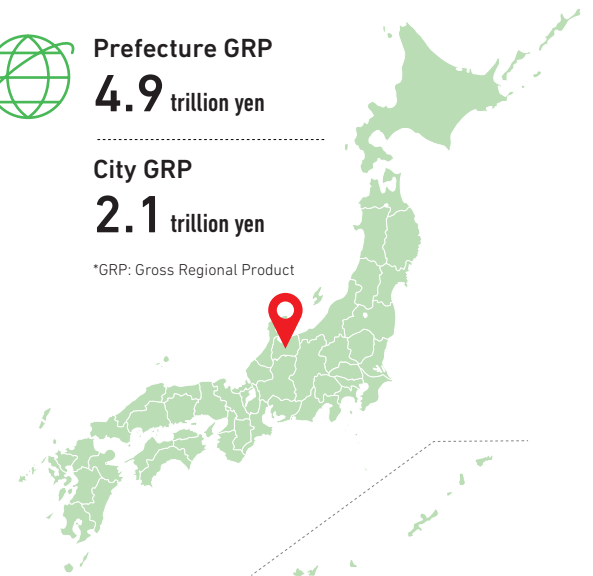 Prefecture GRP
4.9 trillion yen
City GRP
2.1 trillion yen
*GRP: Gross Regional Product